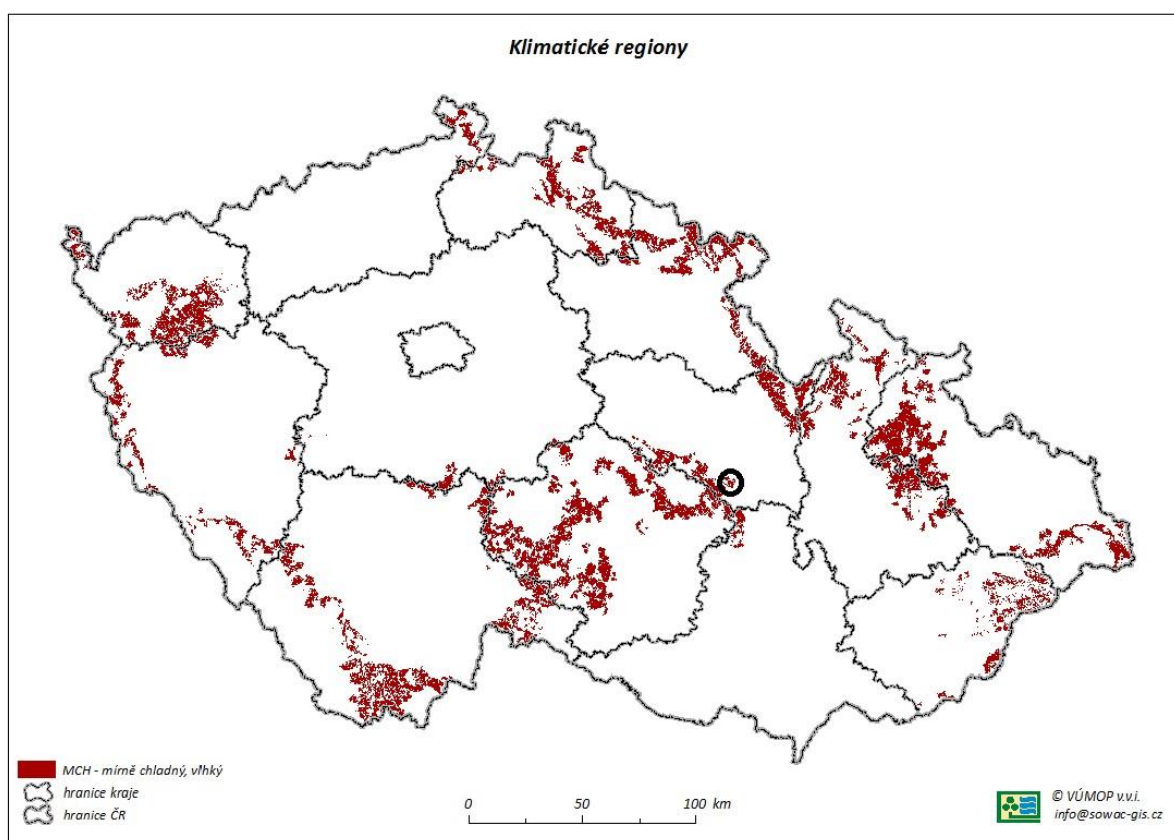 Klimatické regiony
MCH - mírně chladný, vlhký
hranice kraje
hranice ČR
0 50 100 km
© VÚMOP v.v.i.
info@sowac-gis.cz